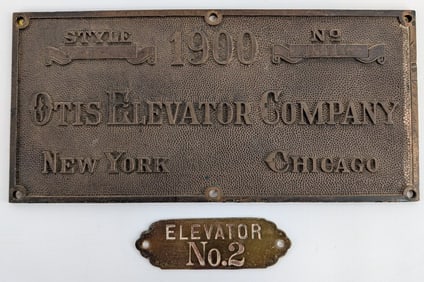 STYLE 1900 No
OTIS ELEVATOR COMPANY
NEW YORK CHICAGO
ELEVATOR
No.2